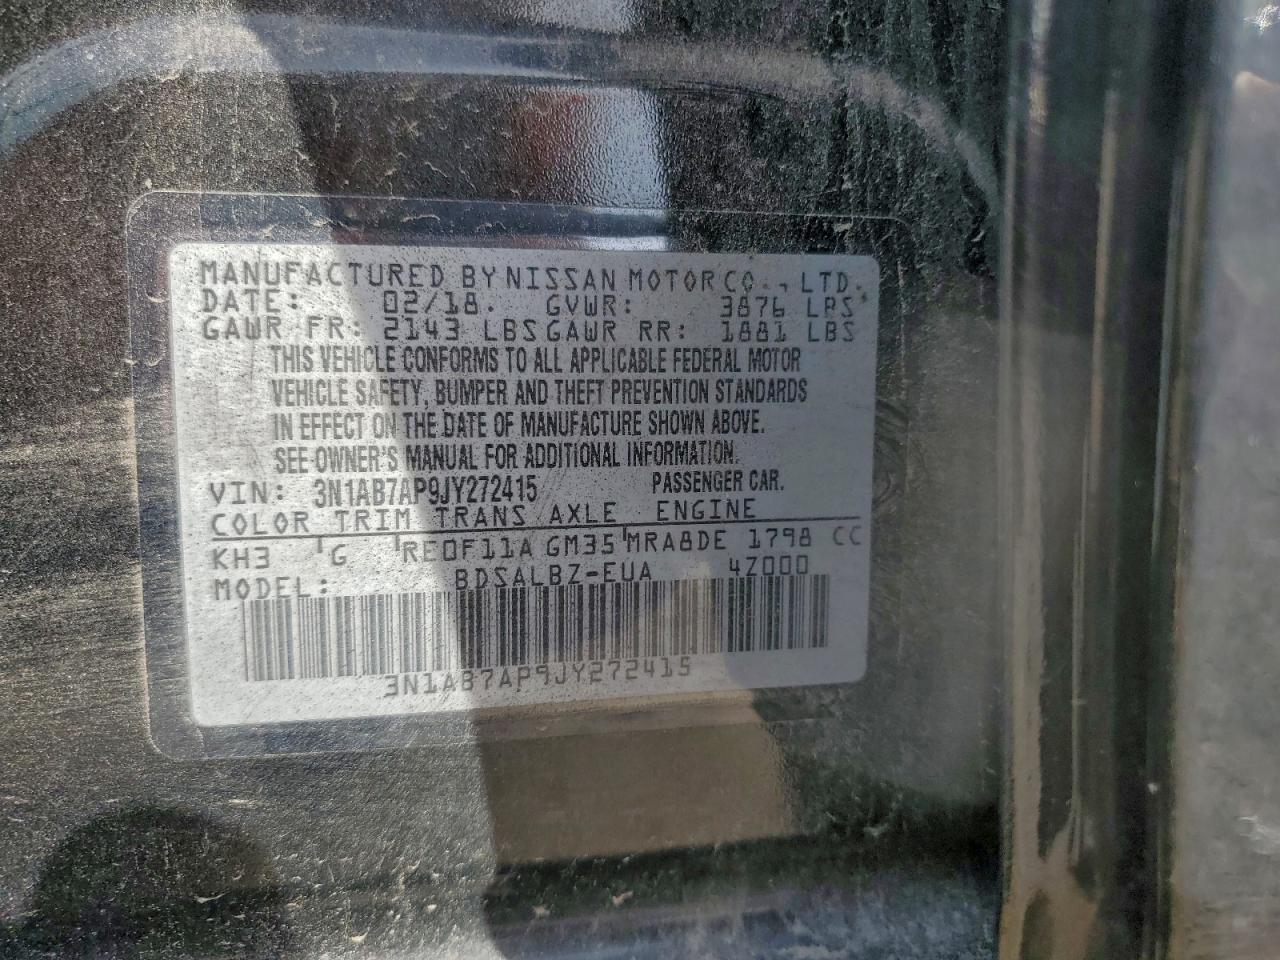 MANUFACTURED BY NISSAN MOTOR CO., LTD.
DATE: 02/18. GVWR: 3876 LBS
GAWR FR: 2143 LBS GAWR RR: 1881 LBS
THIS VEHICLE CONFORMS TO ALL APPLICABLE FEDERAL MOTOR
VEHICLE SAFETY, BUMPER AND THEFT PREVENTION STANDARDS
IN EFFECT ON THE DATE OF MANUFACTURE SHOWN ABOVE.
SEE OWNER'S MANUAL FOR ADDITIONAL INFORMATION.
VIN: 3N1AB7AP9JY272415 PASSENGER CAR.
COLOR TRIM TRANS AXLE ENGINE
KH3 G RE0F11A GM35 MRA8DE 1798 CC
MODEL: BDSALBZ-EUA 4Z000
3N1AB7AP9JY272415